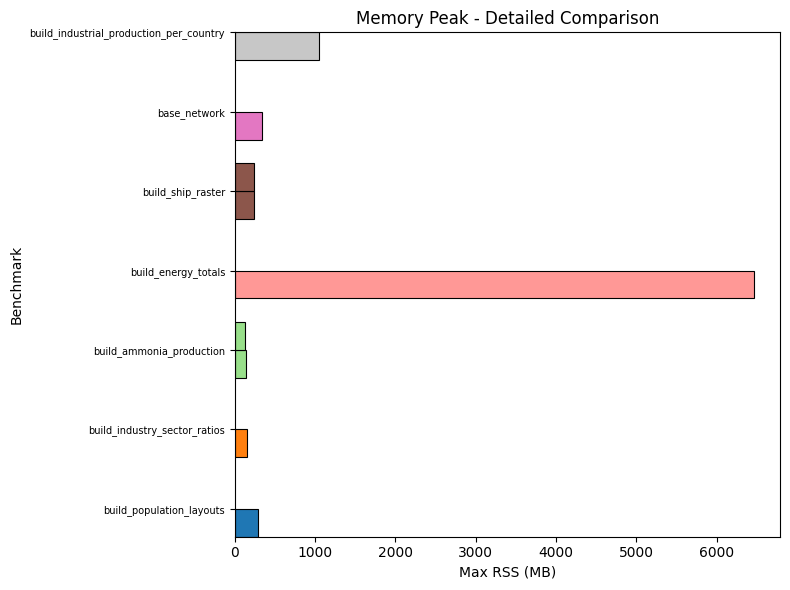 Memory Peak - Detailed Comparison
build_industrial_production_per_country
base_network
build_ship_raster
build_energy_totals
build_ammonia_production
build_industry_sector_ratios
build_population_layouts
Benchmark
0 1000 2000 3000 4000 5000 6000
Max RSS (MB)